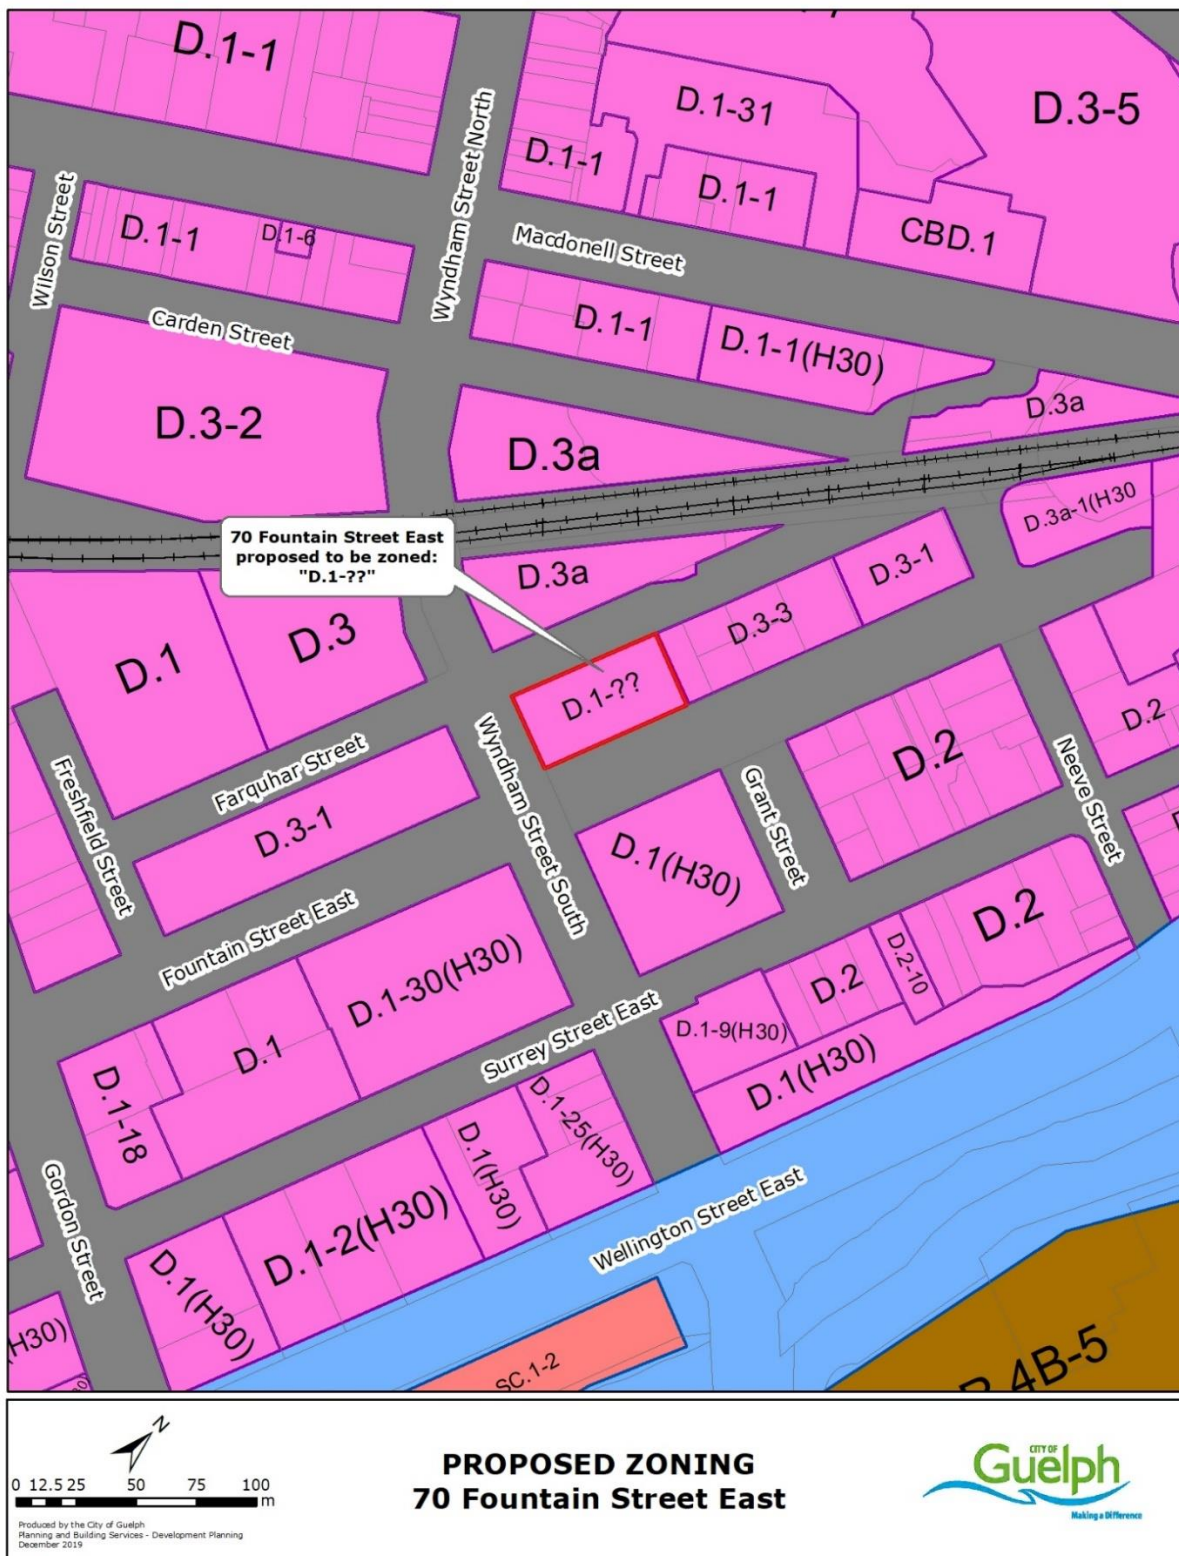 D.1-1
D.1-31
D.3-5
D.1-1
D.1-1
CBD.1
Wilson Street
D.1-1
D.1-6
Wyndham Street North
Macdonell Street
Carden Street
D.1-1
D.1-1(H30)
D.3-2
D.3a
D.3a
D.3a-1(H30
70 Fountain Street East
proposed to be zoned:
"D.1-??"
D.3a
D.3-1
D.3-3
D.1
D.3
D.1-??
Freshfield Street
Farquhar Street
Wyndham Street South
D.3-1
D.2
D.2
Grant Street
Neeve Street
D.1(H30)
Fountain Street East
D.1-30(H30)
D.2
D.2
D.2-10
D.1-9(H30)
D.1(H30)
D.1
D.1-18
Surrey Street East
D.1-25(H30)
D.1(H30)
D.1-2(H30)
D.1(H30)
Gordon Street
Wellington Street East
H30)
SC.1-2
4B-5
N
0 12.5 25 50 75 100
m
Produced by the City of Guelph
Planning and Building Services - Development Planning
December 2019
PROPOSED ZONING
70 Fountain Street East
CITY OF
Guelph
Making a Difference